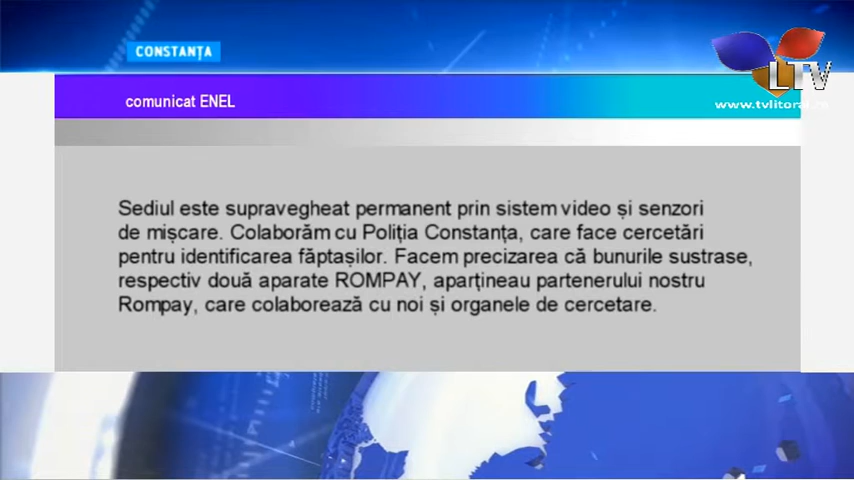 CONSTANȚA
LTV
www.tvlitoral.ro
comunicat ENEL
Sediul este supravegheat permanent prin sistem video și senzori
de mișcare. Colaborăm cu Poliția Constanța, care face cercetări
pentru identificarea făptașilor. Facem precizarea că bunurile sustrase,
respectiv două aparate ROMPAY, aparțineau partenerului nostru
Rompay, care colaborează cu noi și organele de cercetare.